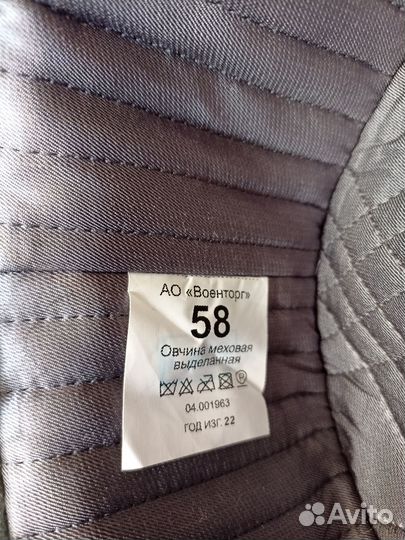 АО «Военторг»
58
Овчина меховая
выделанная
04.001963
ГОД ИЗГ. 22
Avito